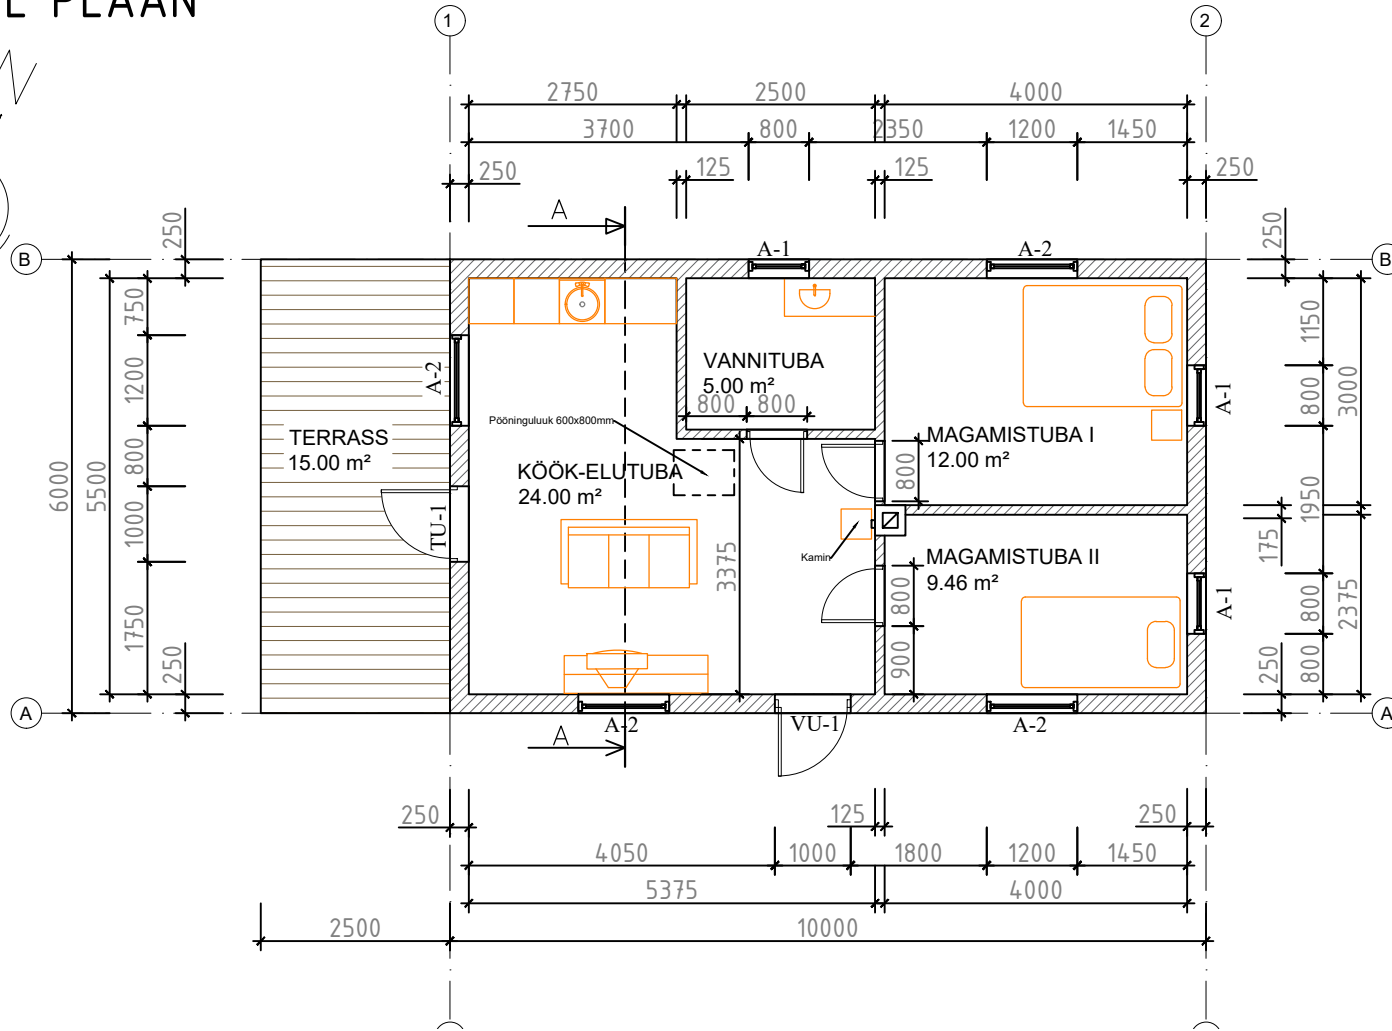 E PLAAN
N
1
2
2750
2500
4000
3700
800
2350
1200
1450
250
125
125
250
A
250
250
B
B
A-1
A-2
750
1150
VANNITUBA
5.00 m²
A-2
1200
800
3000
A-1
800
800
Pööninguluuk 600x800mm
TERRASS
15.00 m²
MAGAMISTUBA I
12.00 m²
800
KÖÖK-ELUTUBA
24.00 m²
800
6000
5500
1950
1000
TU-1
175
3375
Kamin
MAGAMISTUBA II
9.46 m²
800
800
2375
A-1
1750
900
250
250
800
A
A
A
A-2
VU-1
A-2
250
125
250
4050
1000
1800
1200
1450
5375
4000
2500
10000